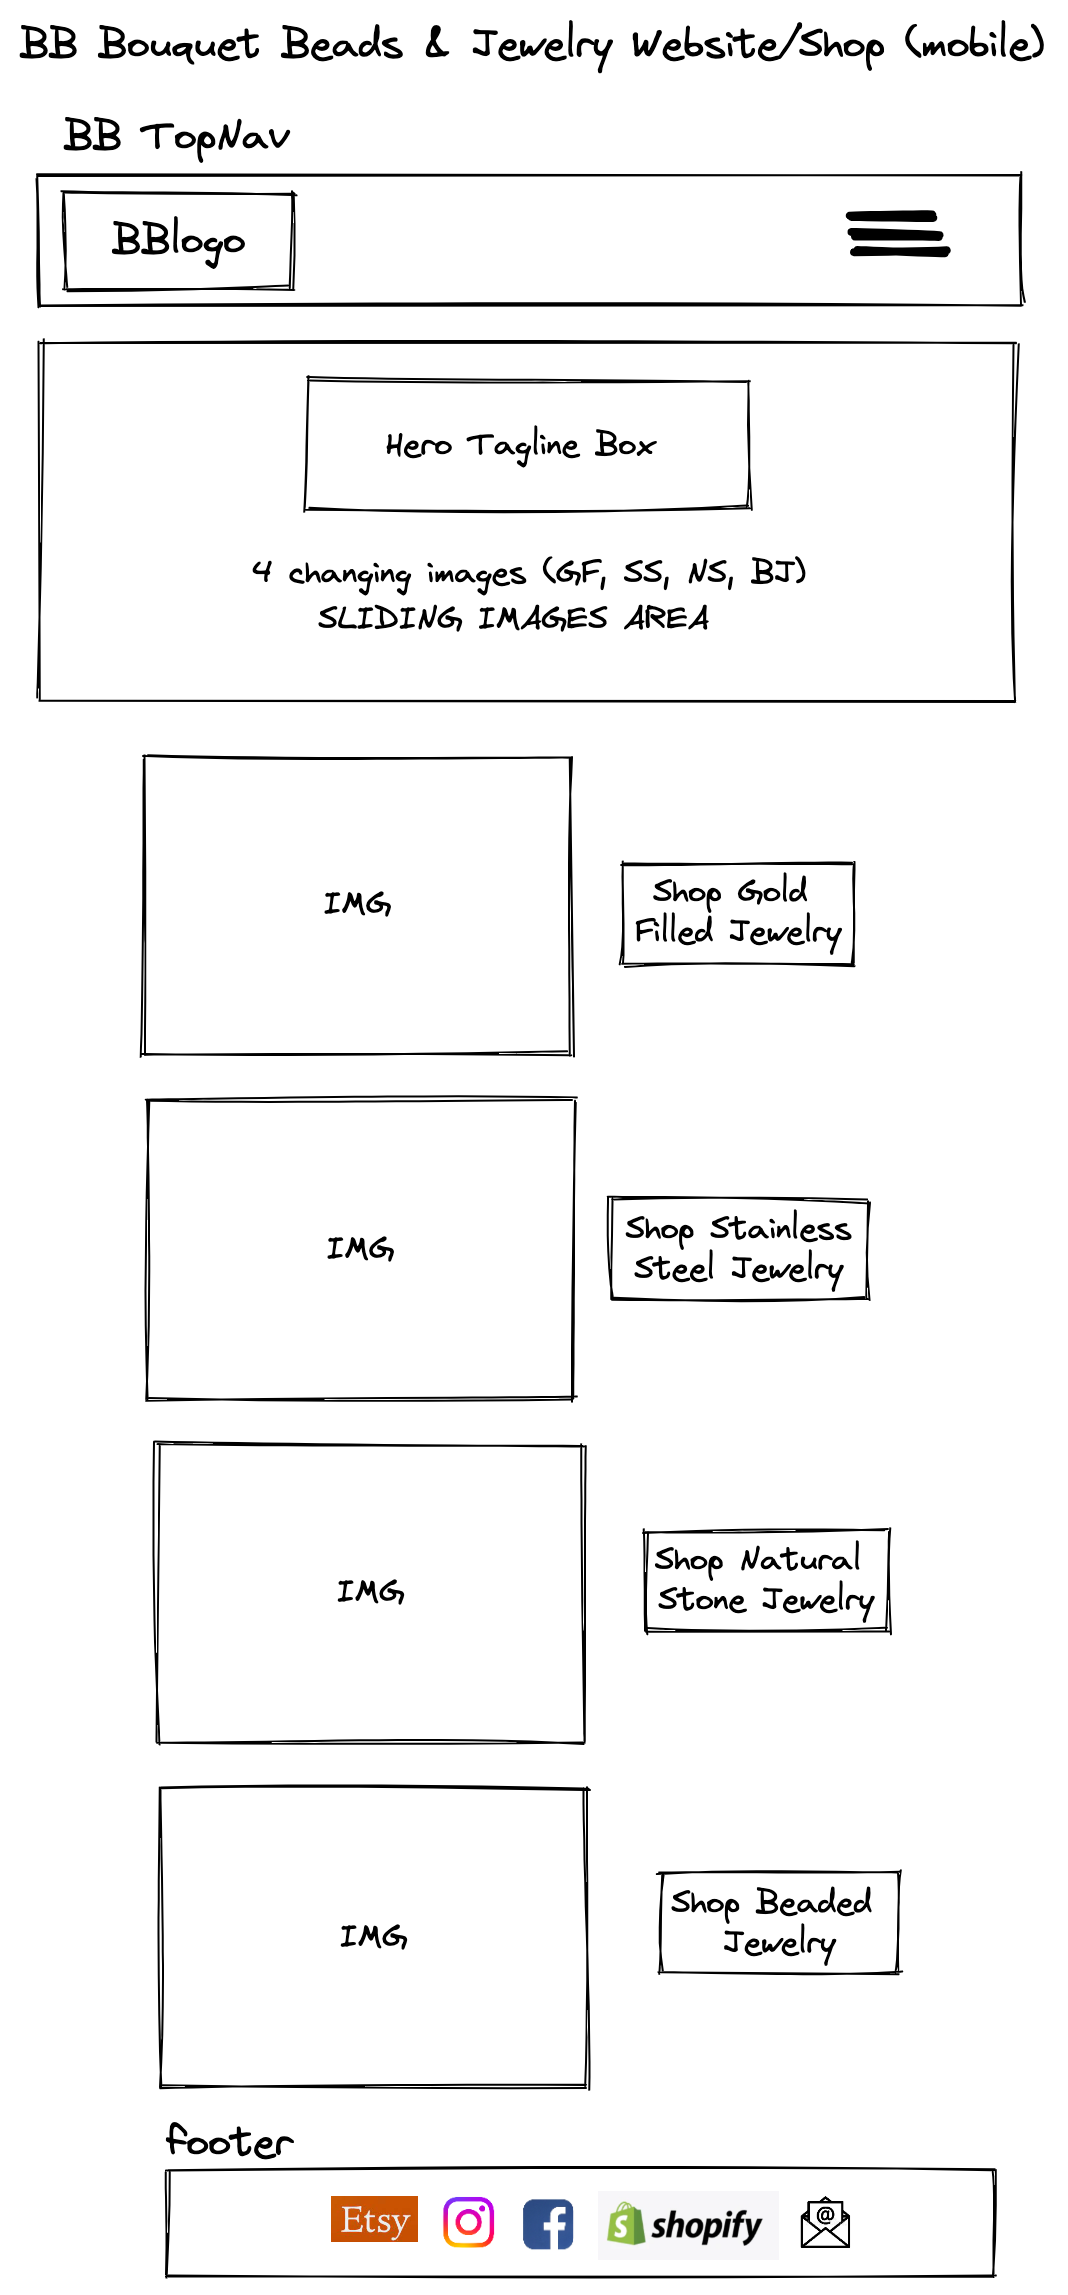 BB Bouquet Beads & Jewelry Website/Shop (mobile)
BB TopNav
BBlogo
Hero Tagline Box
4 changing images (GF, SS, NS, BJ)
SLIDING IMAGES AREA
IMG
Shop Gold
Filled Jewelry
IMG
Shop Stainless
Steel Jewelry
IMG
Shop Natural
Stone Jewelry
IMG
Shop Beaded
Jewelry
footer
Etsy
f
S shopify
@